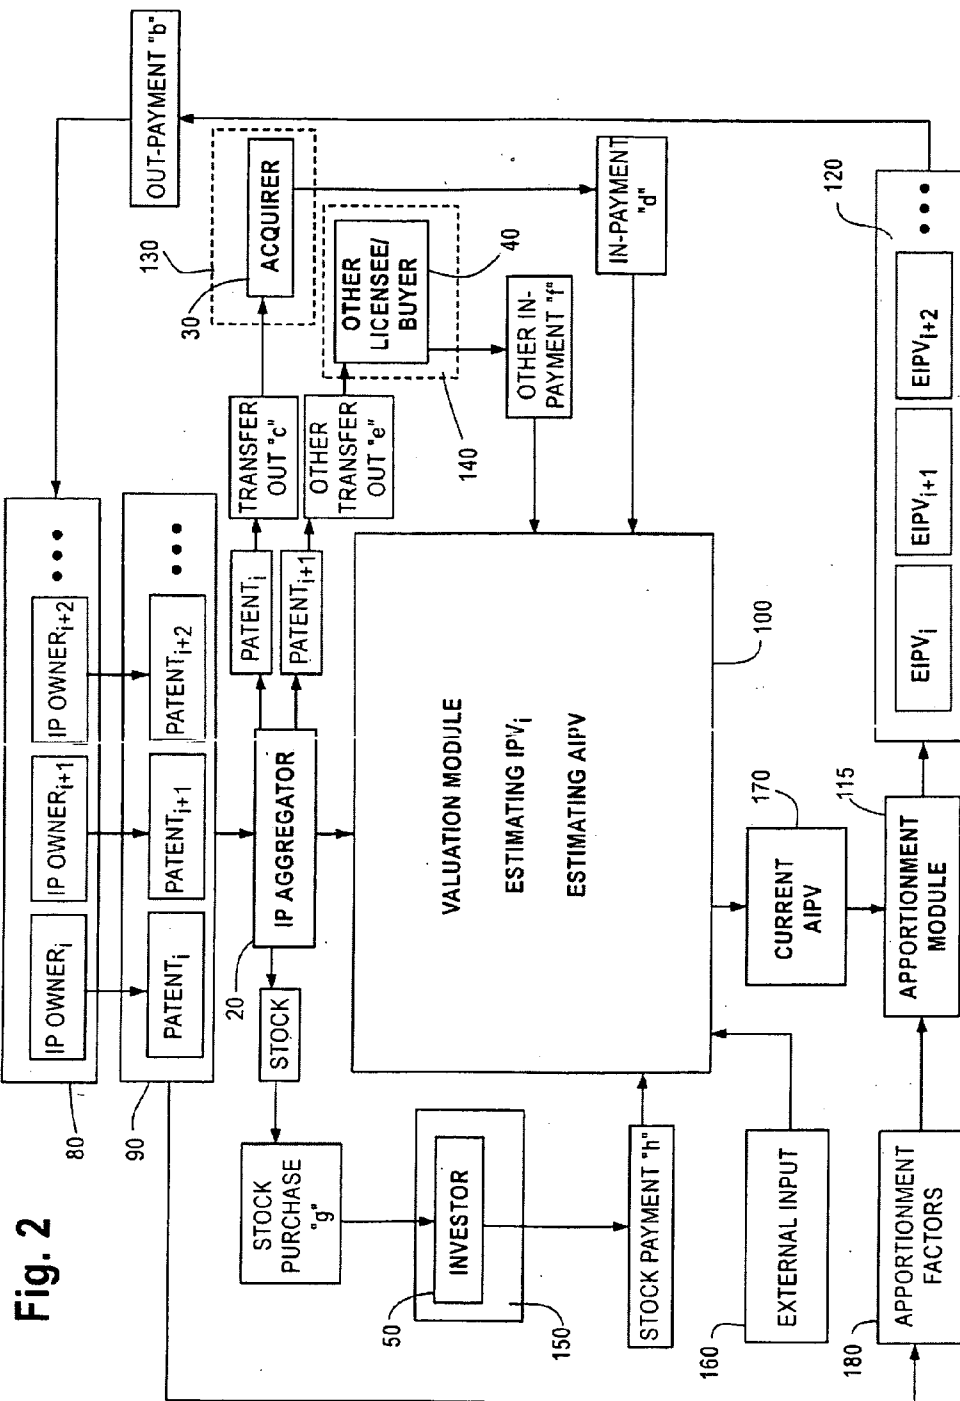 Fig. 2
80
IP OWNERi
IP OWNERi+1
IP OWNERi+2
•••
90
PATENTi
PATENTi+1
PATENTi+2
•••
OUT-PAYMENT "b"
STOCK
PURCHASE
"g"
STOCK
20
IP AGGREGATOR
PATENTi
PATENTi+1
TRANSFER
OUT "c"
OTHER
TRANSFER
OUT "e"
130
30
ACQUIRER
OTHER
LICENSEE/
BUYER
40
140
50
INVESTOR
150
OTHER IN-
PAYMENT "f"
IN-PAYMENT
"d"
STOCK PAYMENT "h"
VALUATION MODULE
ESTIMATING IPVi
ESTIMATING AIPV
100
160
EXTERNAL INPUT
CURRENT
AIPV
170
180
APPORTIONMENT
FACTORS
APPORTIONMENT
MODULE
115
EIPVi
EIPVi+1
EIPVi+2
•••
120